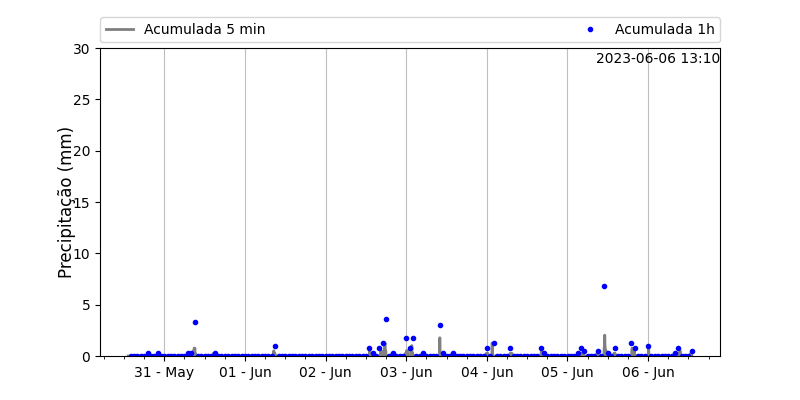 Acumulada 5 min
Acumulada 1h
2023-06-06 13:10
Precipitação (mm)
30
25
20
15
10
5
0
31 - May
01 - Jun
02 - Jun
03 - Jun
04 - Jun
05 - Jun
06 - Jun